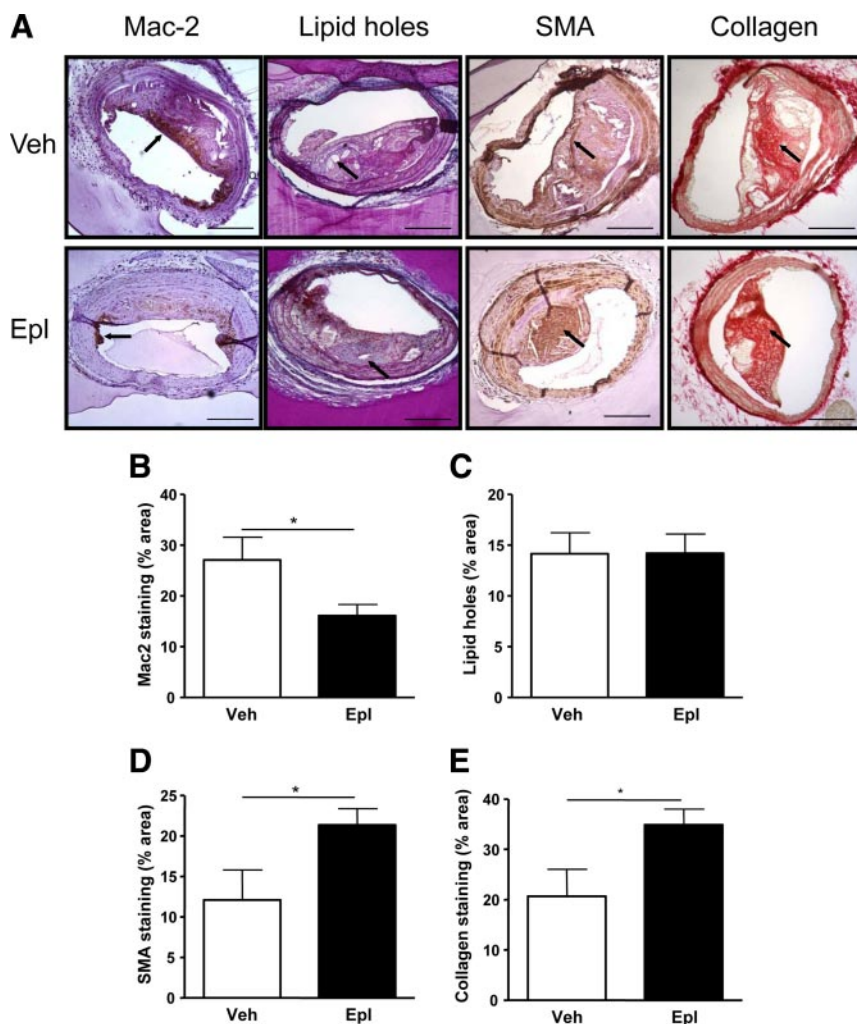 A
Mac-2 Lipid holes SMA Collagen
Veh
Epl
B
Mac2 staining (% area)
40
30
20
10
0
*
Veh Epl
C
Lipid holes (% area)
20
15
10
5
0
Veh Epl
D
SMA staining (% area)
25
20
15
10
5
0
*
Veh Epl
E
Collagen staining (% area)
40
30
20
10
0
*
Veh Epl